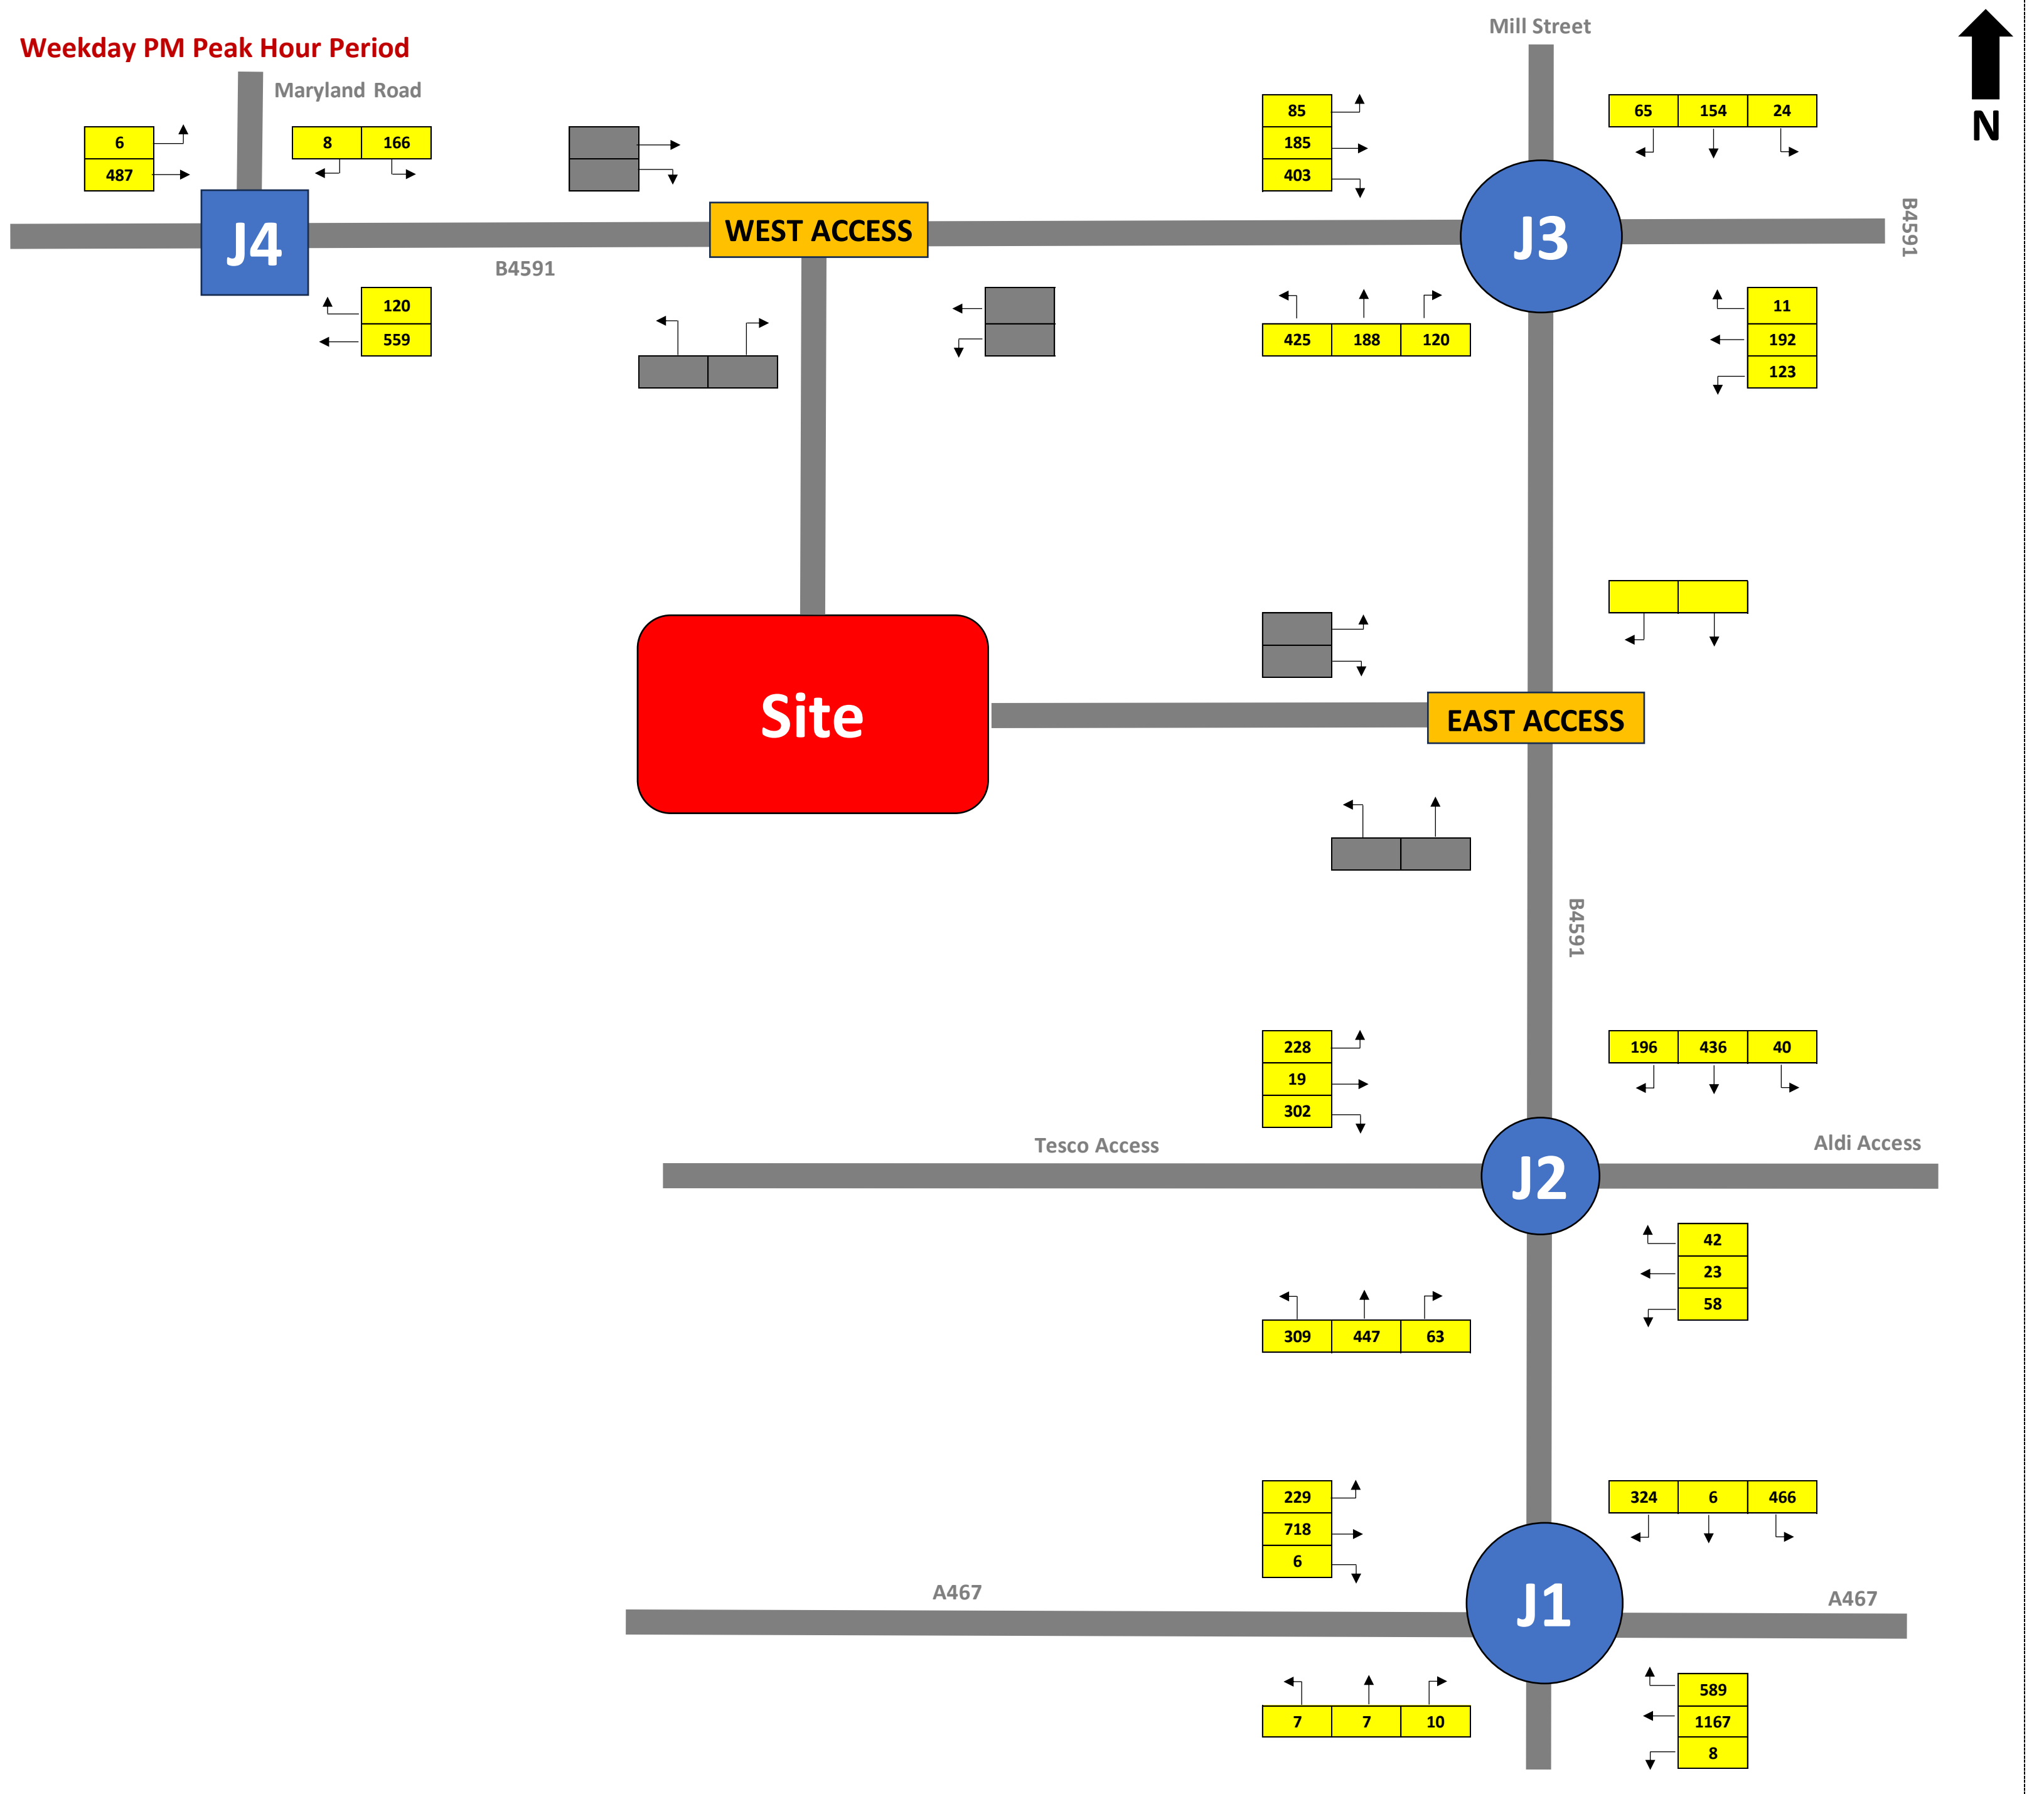 Mill Street
Weekday PM Peak Hour Period
N
Maryland Road
6
487
8 166
85
185
403
65 154 24
J4
WEST ACCESS
J3
B4591
B4591
120
559
425 188 120
11
192
123
Site
EAST ACCESS
B4591
228
19
302
196 436 40
Tesco Access
Aldi Access
J2
42
23
58
309 447 63
229
718
6
324 6 466
A467
A467
J1
7 7 10
589
1167
8